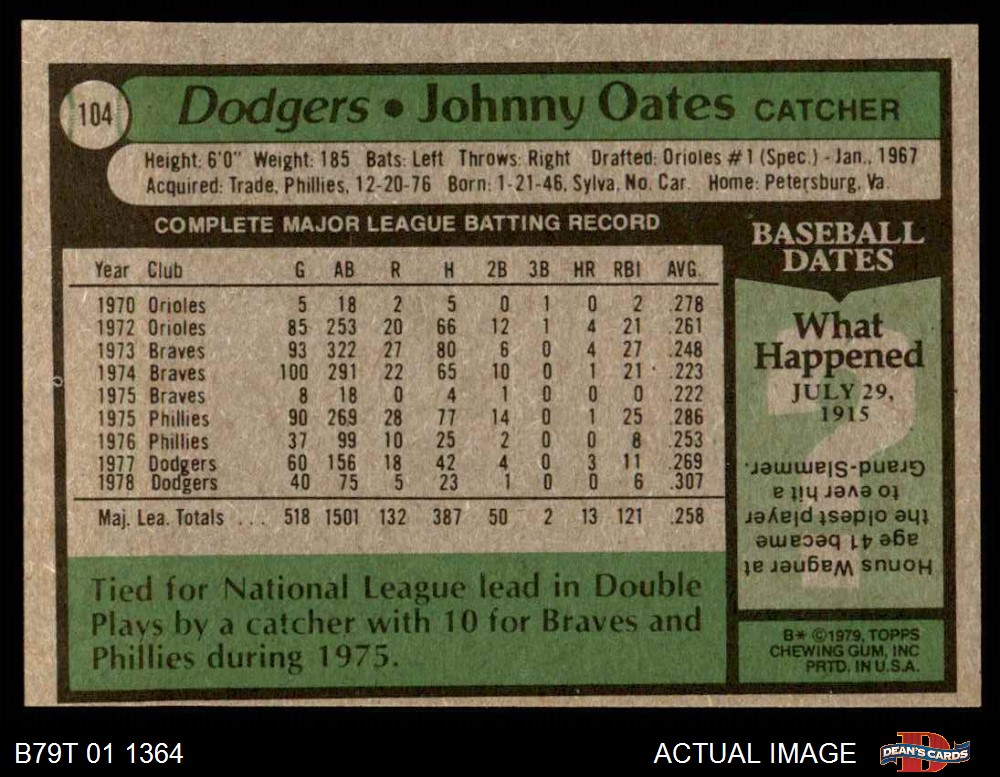 104
Dodgers • Johnny Oates CATCHER
Height: 6'0" Weight: 185 Bats: Left Throws: Right Drafted: Orioles #1 (Spec.) - Jan., 1967
Acquired: Trade, Phillies, 12-20-76 Born: 1-21-46, Sylva, No. Car. Home: Petersburg, Va.
COMPLETE MAJOR LEAGUE BATTING RECORD
Year Club G AB R H 2B 3B HR RBI AVG.
1970 Orioles 5 18 2 5 0 1 0 2 .278
1972 Orioles 85 253 20 66 12 1 4 21 .261
1973 Braves 93 322 27 80 6 0 4 27 .248
1974 Braves 100 291 22 65 10 0 1 21 .223
1975 Braves 8 18 0 4 1 0 0 0 .222
1975 Phillies 90 269 28 77 14 0 1 25 .286
1976 Phillies 37 99 10 25 2 0 0 8 .253
1977 Dodgers 60 156 18 42 4 0 3 11 .269
1978 Dodgers 40 75 5 23 1 0 0 6 .307
Maj. Lea. Totals ... 518 1501 132 387 50 2 13 121 .258
Tied for National League lead in Double
Plays by a catcher with 10 for Braves and
Phillies during 1975.
BASEBALL
DATES
What
Happened
JULY 29,
1915
Honus Wagner at
age 41 became
the oldest player
to ever to hit a
Grand-Slammer.
B* ©1979, TOPPS
CHEWING GUM, INC
PRTD. IN U.S.A.
B79T 01 1364
ACTUAL IMAGE
DEAN'S CARDS